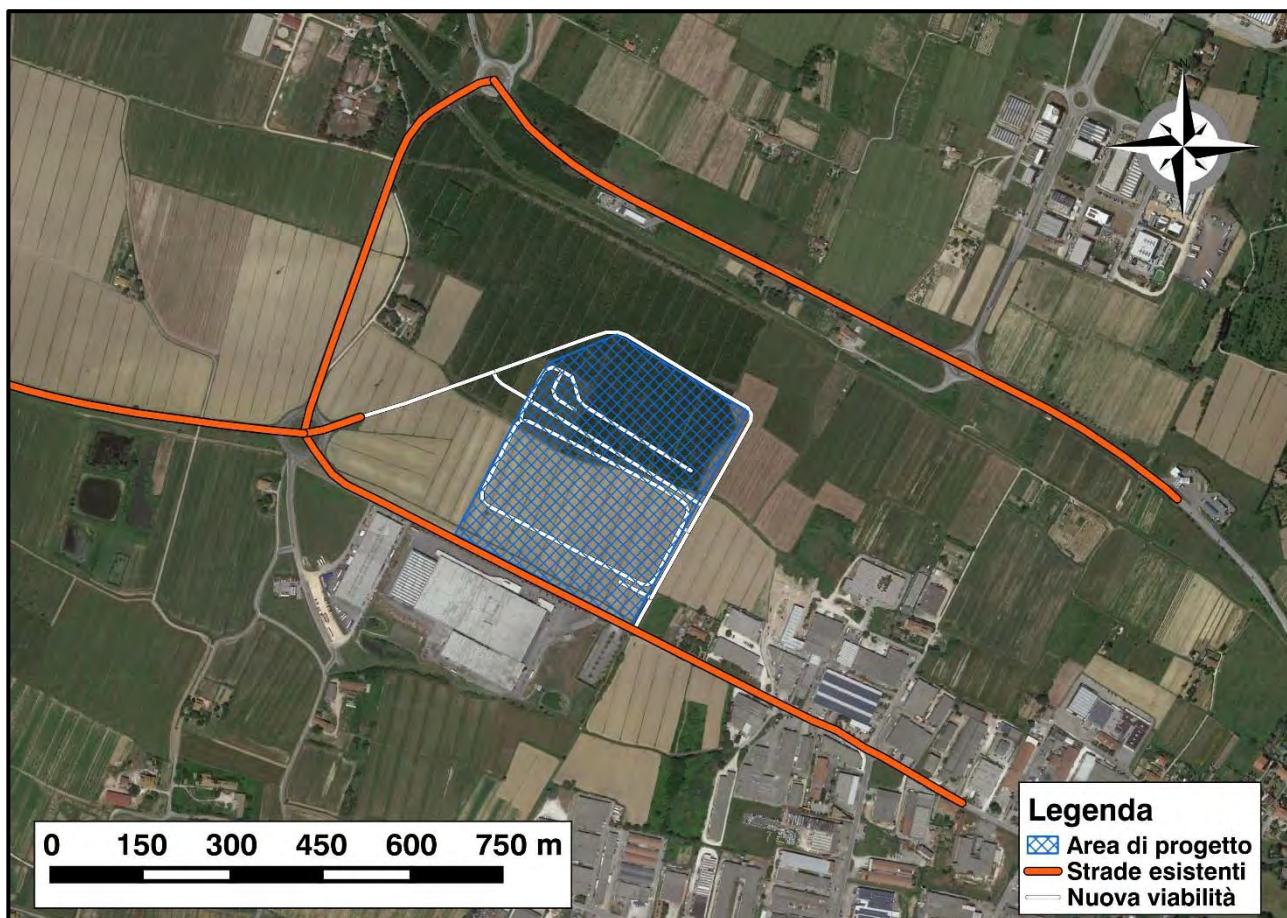 N
0 150 300 450 600 750 m
Legenda
Area di progetto
Strade esistenti
Nuova viabilità